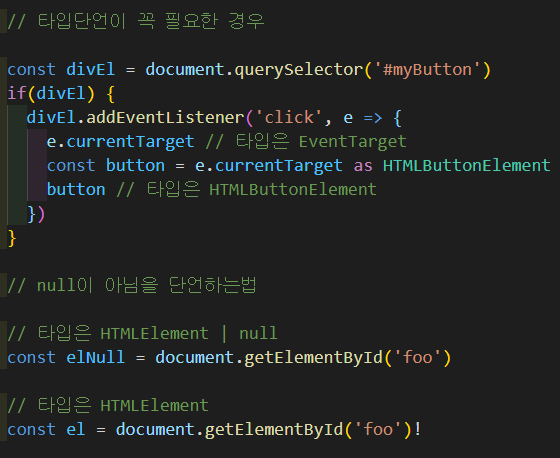 // 타입단언이 꼭 필요한 경우
const divEl = document.querySelector('#myButton')
if(divEl) {
divEl.addEventListener('click', e => {
e.currentTarget // 타입은 EventTarget
const button = e.currentTarget as HTMLButtonElement
button // 타입은 HTMLButtonElement
})
}
// null이 아님을 단언하는법
// 타입은 HTMLElement | null
const elNull = document.getElementById('foo')
// 타입은 HTMLElement
const el = document.getElementById('foo')!